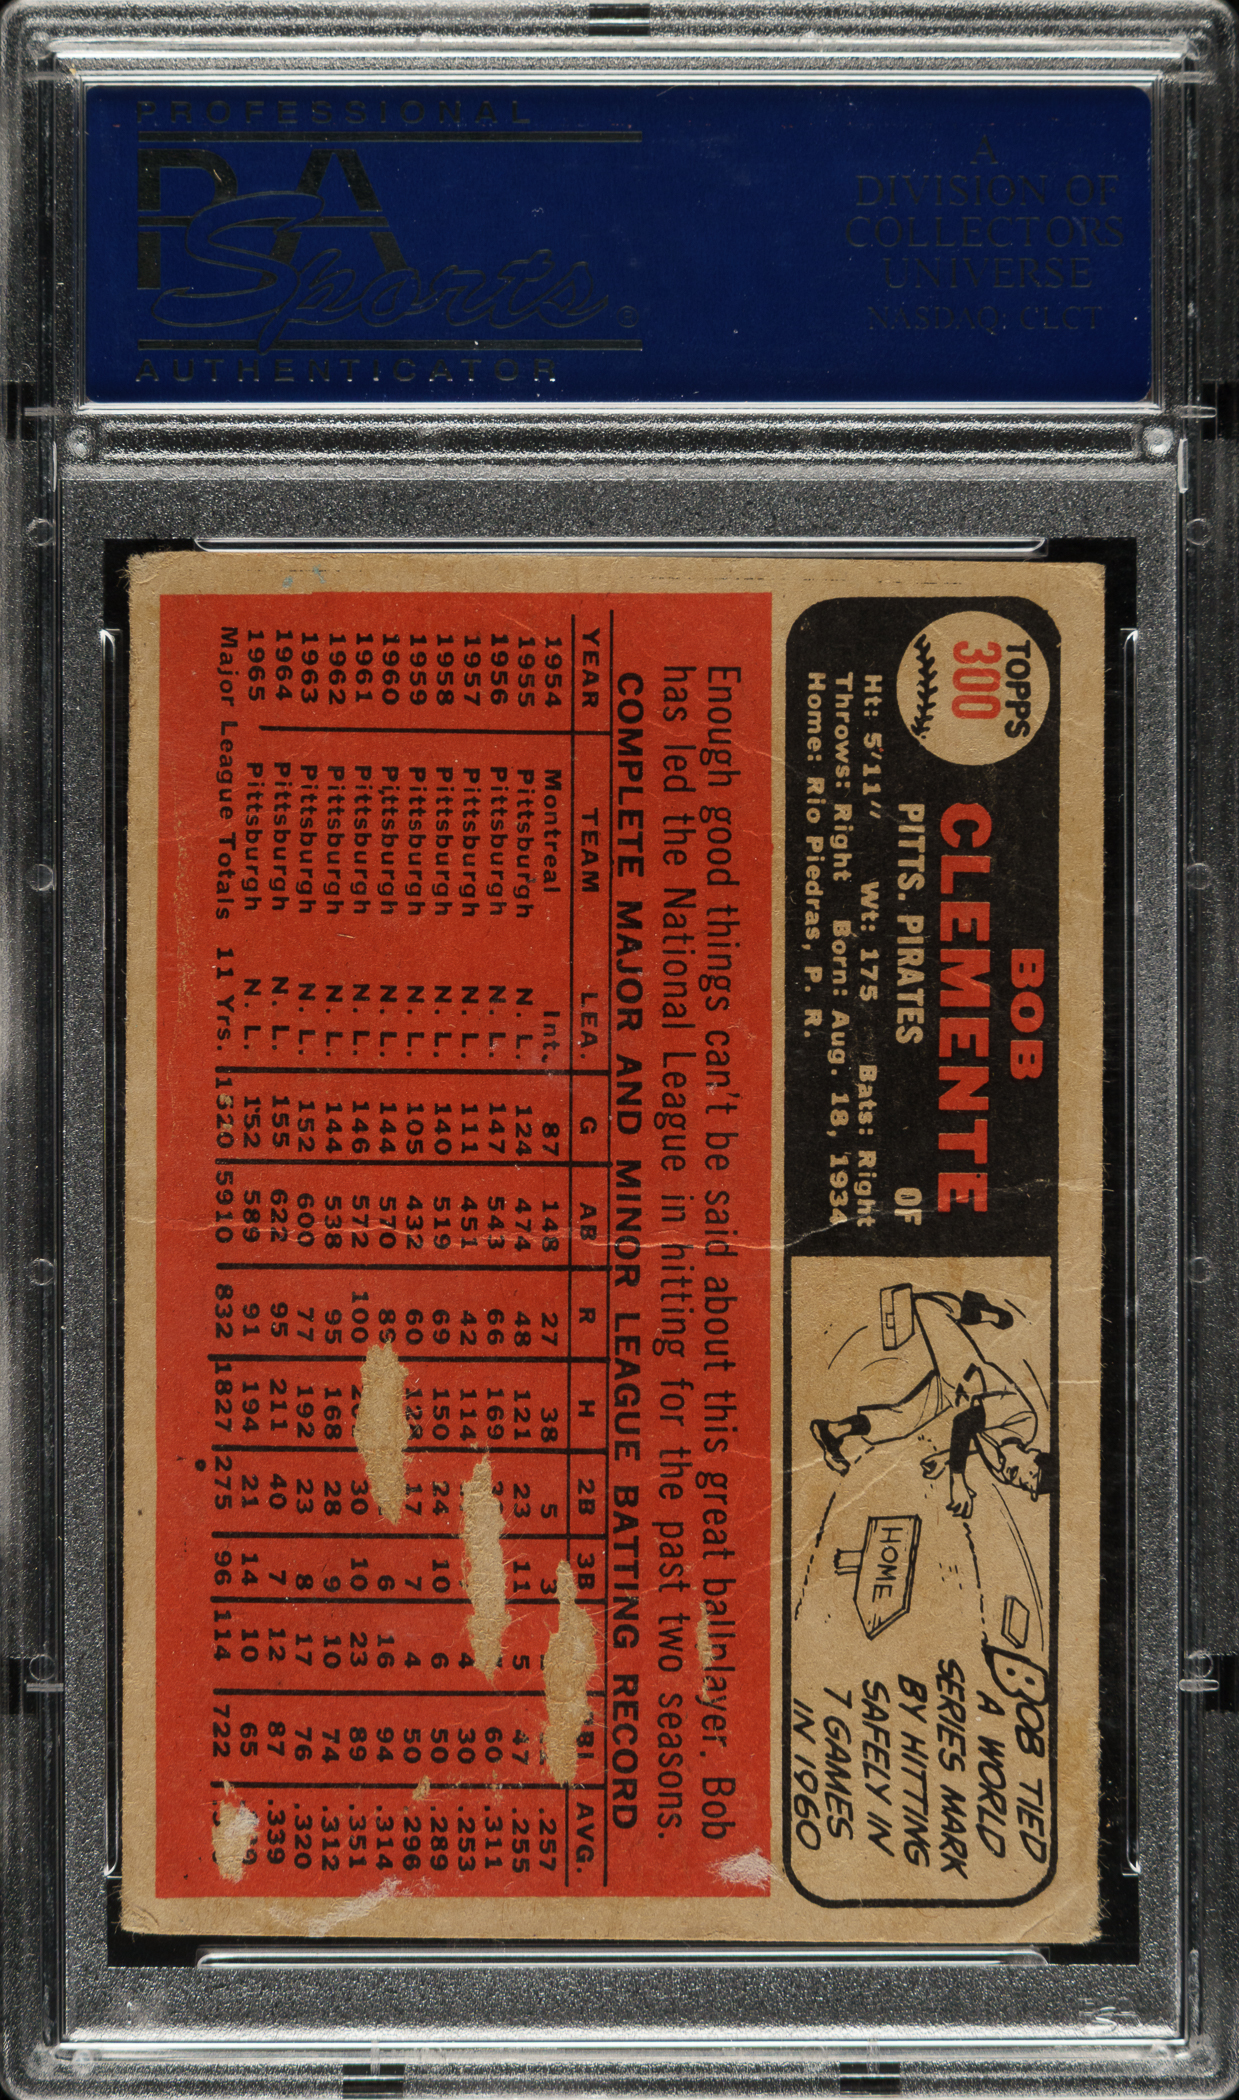 PROFESSIONAL
PSA
Sports®
AUTHENTICATOR
A
DIVISION OF
COLLECTORS
UNIVERSE
NASDAQ: CLCT
TOPPS
300
BOB
CLEMENTE
PITTS. PIRATES OF
Ht: 5'11" Wt: 175 Bats: Right
Throws: Right Born: Aug. 18, 1934
Home: Rio Piedras, P. R.
HOME
BOB TIED
A WORLD
SERIES MARK
BY HITTING
SAFELY IN
7 GAMES
IN 1960
Enough good things can't be said about this great ballplayer. Bob
has led the National League in hitting for the past two seasons.
COMPLETE MAJOR AND MINOR LEAGUE BATTING RECORD
YEAR TEAM LEA. G AB R H 2B 3B RBI AVG.
1954 Montreal Int. 87 148 27 38 5 3 .257
1955 Pittsburgh N. L. 124 474 48 121 23 11 5 47 .255
1956 Pittsburgh N. L. 147 543 66 169 60 .311
1957 Pittsburgh N. L. 111 451 42 114 4 30 .253
1958 Pittsburgh N. L. 140 519 69 150 24 10 6 50 .289
1959 Pittsburgh N. L. 105 432 60 128 17 7 4 50 .296
1960 Pittsburgh N. L. 144 570 89 6 16 94 .314
1961 Pittsburgh N. L. 146 572 100 30 10 23 89 .351
1962 Pittsburgh N. L. 144 538 95 168 28 9 10 74 .312
1963 Pittsburgh N. L. 152 600 77 192 23 8 17 76 .320
1964 Pittsburgh N. L. 155 622 95 211 40 7 12 87 .339
1965 Pittsburgh N. L. 152 589 91 194 21 14 10 65
Major League Totals 11 Yrs. 1520 5910 832 1827 275 96 114 722